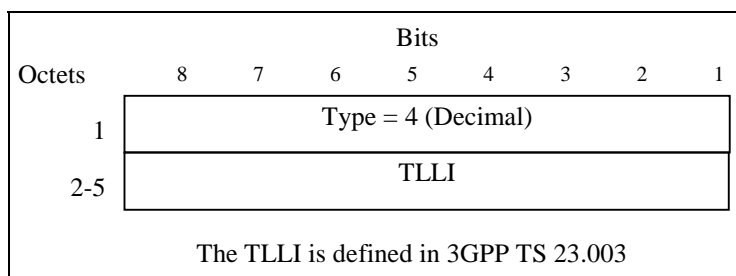 Bits
Octets 8 7 6 5 4 3 2 1
1 Type = 4 (Decimal)
2-5 TLLI
The TLLI is defined in 3GPP TS 23.003